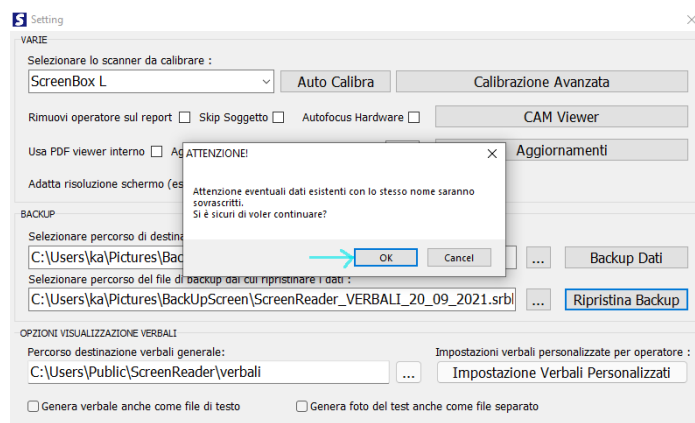 S Setting
VARIE
Selezionare lo scanner da calibrare :
ScreenBox L
Auto Calibra
Calibrazione Avanzata
Rimuovi operatore sul report
Skip Soggetto
Autofocus Hardware
CAM Viewer
Usa PDF viewer interno
Aggiornamenti
Adatta risoluzione schermo
ATTENZIONE!
Attenzione eventuali dati esistenti con lo stesso nome saranno
sovrascritti.
Si è sicuri di voler continuare?
OK
Cancel
BACKUP
Selezionare percorso di
C:\Users\ka\Pictures\
...
Backup Dati
Selezionare percorso del file di backup dal cui ripristinare i dati :
C:\Users\ka\Pictures\BackUpScreen\ScreenReader_VERBALI_20_09_2021.srbl
...
Ripristina Backup
OPZIONI VISUALIZZAZIONE VERBALI
Percorso destinazione verbali generale:
Impostazioni verbali personalizzate per operatore :
C:\Users\Public\ScreenReader\verbali
...
Impostazione Verbali Personalizzati
Genera verbale anche come file di testo
Genera foto del test anche come file separato